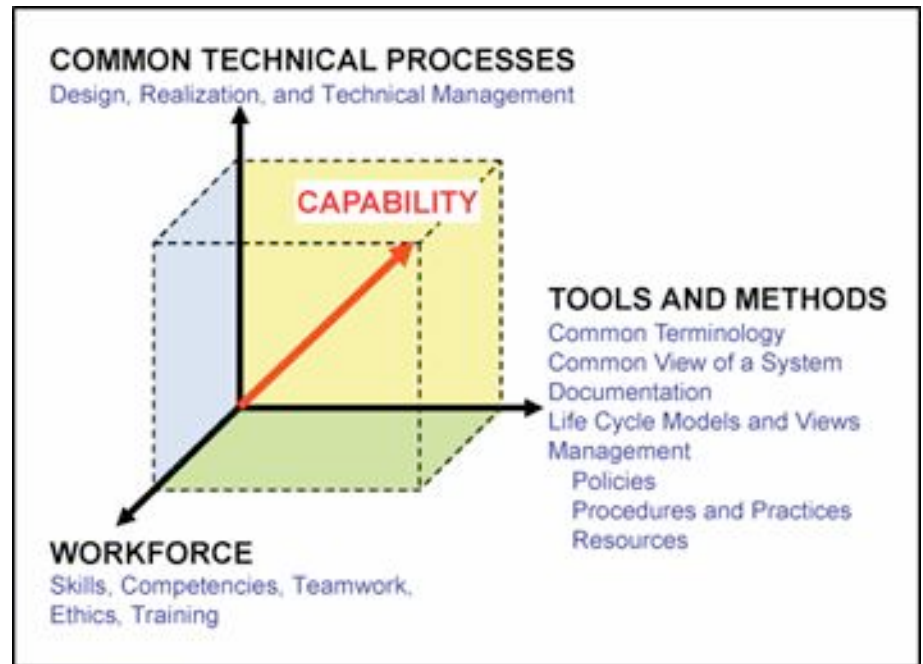 COMMON TECHNICAL PROCESSES
Design, Realization, and Technical Management
CAPABILITY
TOOLS AND METHODS
Common Terminology
Common View of a System
Documentation
Life Cycle Models and Views
Management
Policies
Procedures and Practices
Resources
WORKFORCE
Skills, Competencies, Teamwork,
Ethics, Training